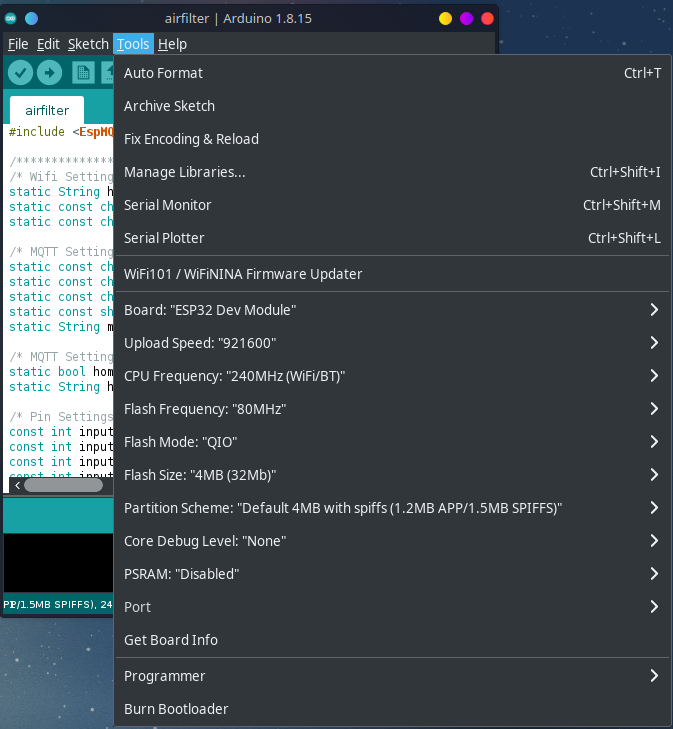 airfilter | Arduino 1.8.15
File Edit Sketch Tools Help
airfilter
#include <EspMQ
/**************
/* Wifi Setting
static String h
static const ch
static const ch
/* MQTT Setting
static const ch
static const ch
static const ch
static const sh
static String m
/* MQTT Setting
static bool hom
static String h
/* Pin Settings
const int input
const int input
const int input
const int input
P1/1.5MB SPIFFS), 24
Auto Format Ctrl+T
Archive Sketch
Fix Encoding & Reload
Manage Libraries... Ctrl+Shift+I
Serial Monitor Ctrl+Shift+M
Serial Plotter Ctrl+Shift+L
WiFi101 / WiFiNINA Firmware Updater
Board: "ESP32 Dev Module"
Upload Speed: "921600"
CPU Frequency: "240MHz (WiFi/BT)"
Flash Frequency: "80MHz"
Flash Mode: "QIO"
Flash Size: "4MB (32Mb)"
Partition Scheme: "Default 4MB with spiffs (1.2MB APP/1.5MB SPIFFS)"
Core Debug Level: "None"
PSRAM: "Disabled"
Port
Get Board Info
Programmer
Burn Bootloader